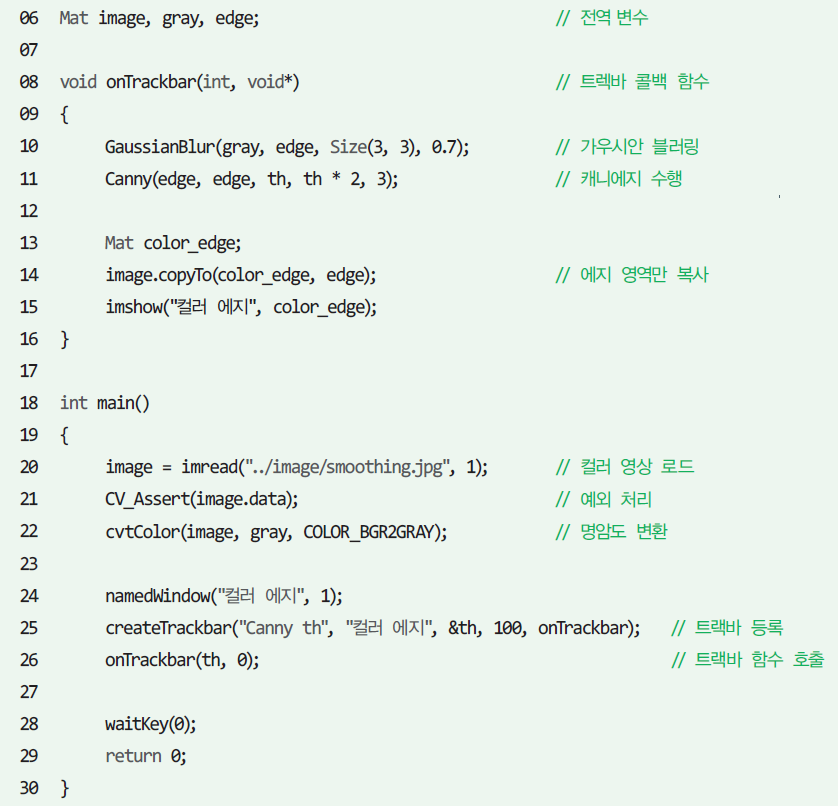 06 Mat image, gray, edge; // 전역 변수
07
08 void onTrackbar(int, void*) // 트렉바 콜백 함수
09 {
10 GaussianBlur(gray, edge, Size(3, 3), 0.7); // 가우시안 블러링
11 Canny(edge, edge, th, th * 2, 3); // 캐니에지 수행
12
13 Mat color_edge;
14 image.copyTo(color_edge, edge); // 에지 영역만 복사
15 imshow("컬러 에지", color_edge);
16 }
17
18 int main()
19 {
20 image = imread("../image/smoothing.jpg", 1); // 컬러 영상 로드
21 CV_Assert(image.data); // 예외 처리
22 cvtColor(image, gray, COLOR_BGR2GRAY); // 명암도 변환
23
24 namedWindow("컬러 에지", 1);
25 createTrackbar("Canny th", "컬러 에지", &th, 100, onTrackbar); // 트랙바 등록
26 onTrackbar(th, 0); // 트랙바 함수 호출
27
28 waitKey(0);
29 return 0;
30 }